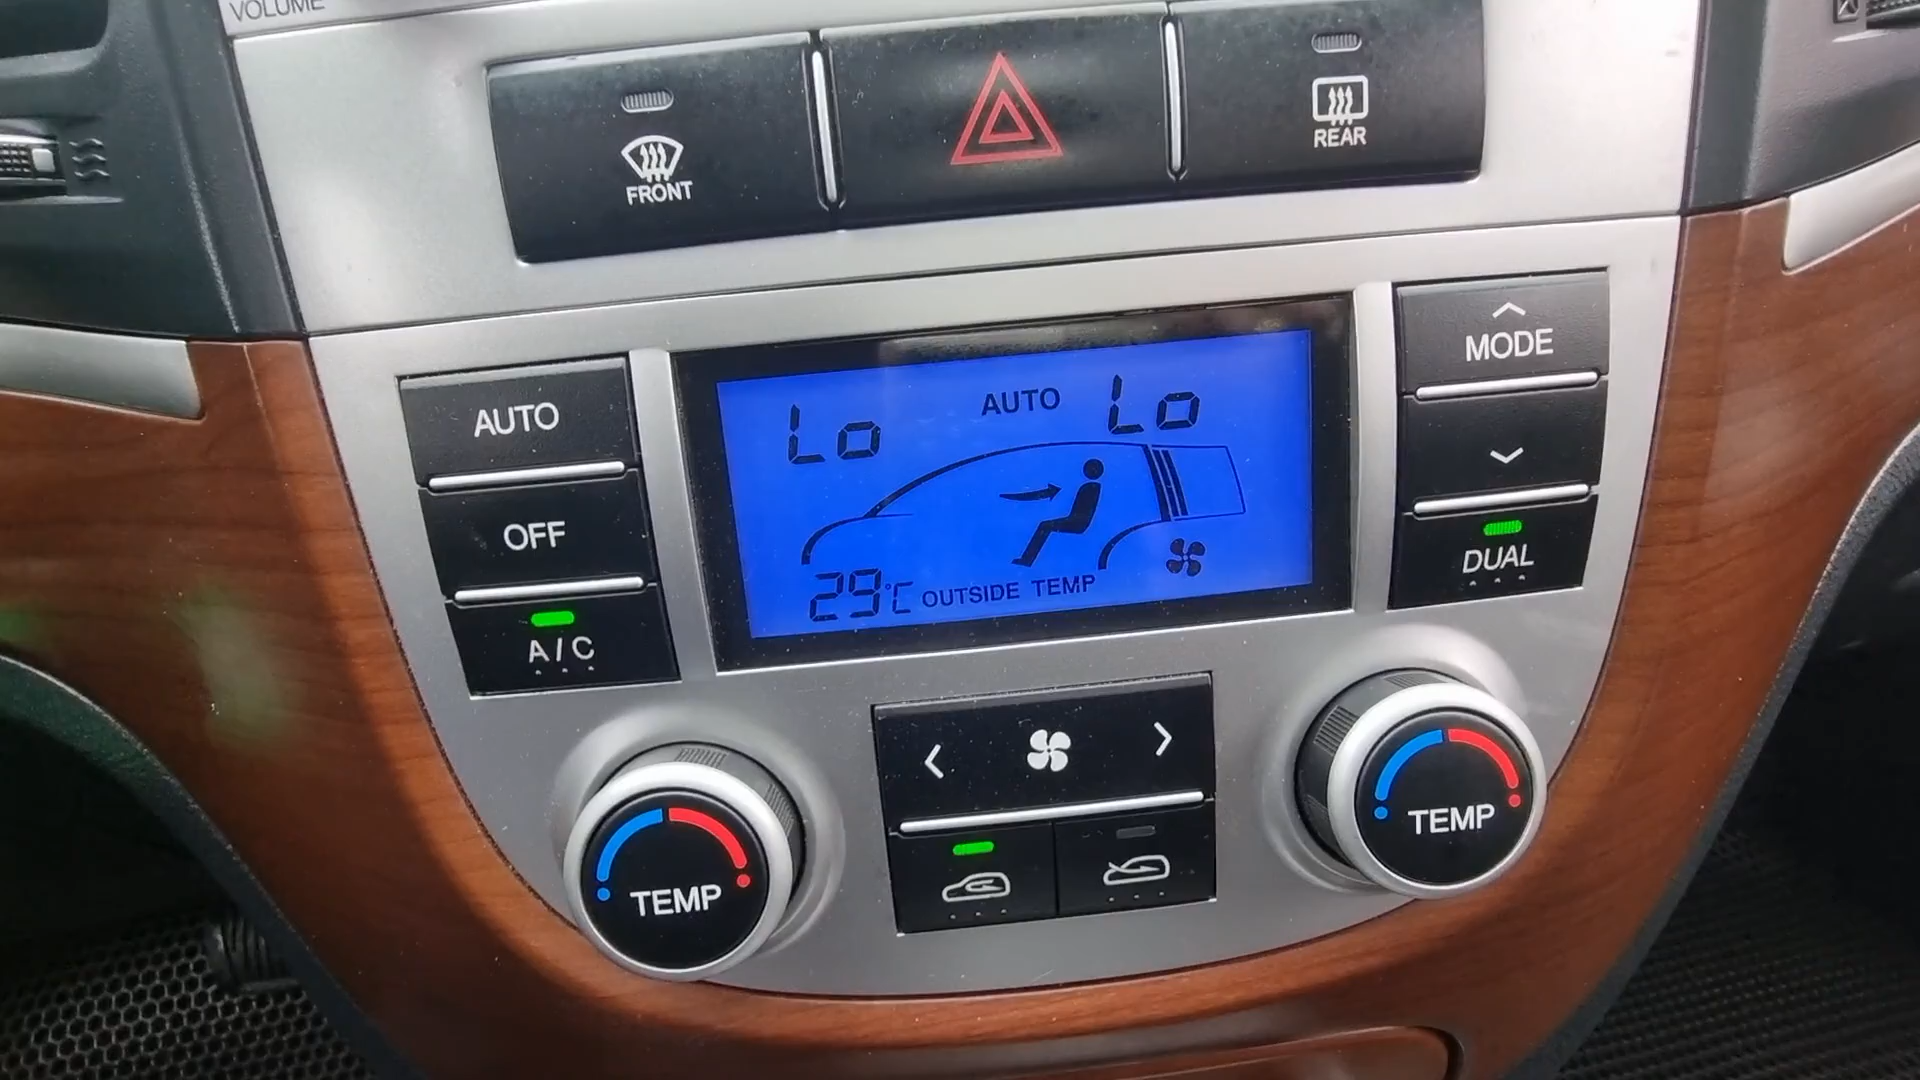 VOLUME
FRONT
REAR
AUTO
OFF
A/C
Lo AUTO Lo
29°C OUTSIDE TEMP
MODE
DUAL
TEMP
TEMP